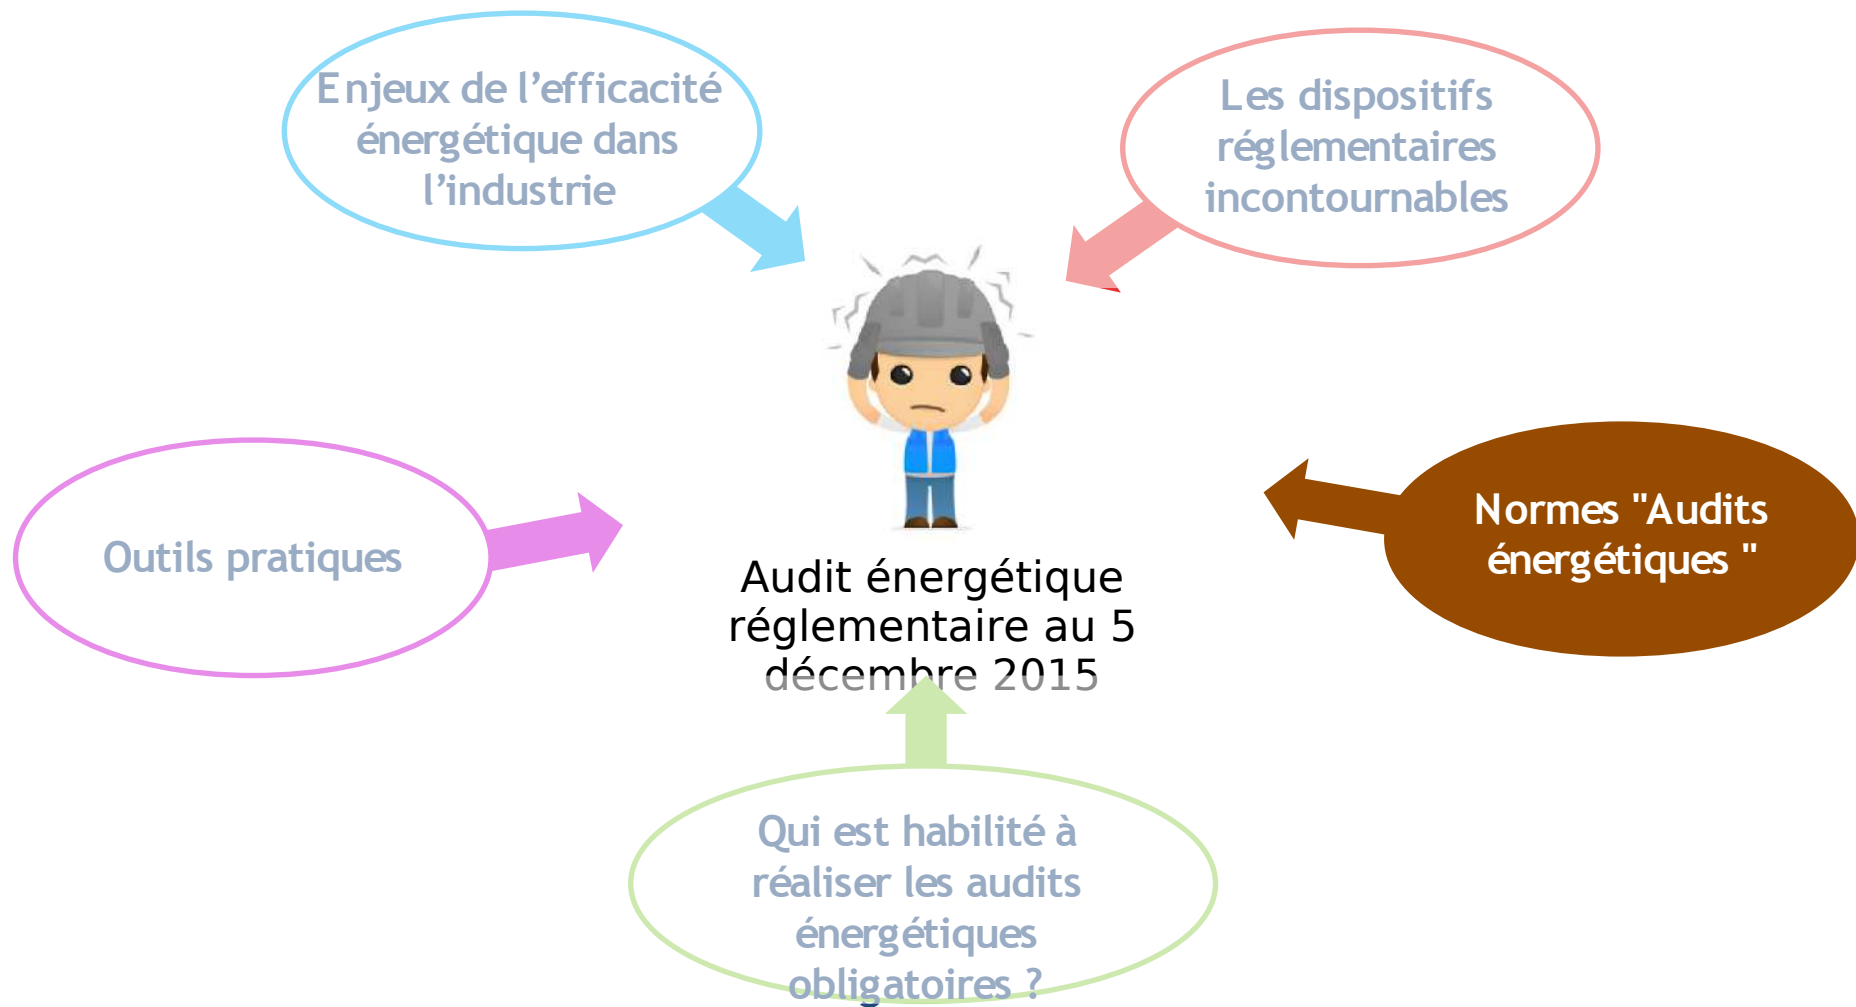 Enjeux de l’efficacité
énergétique dans
l’industrie
Les dispositifs
réglementaires
incontournables
Outils pratiques
Normes "Audits
énergétiques "
Audit énergétique
réglementaire au 5
décembre 2015
Qui est habilité à
réaliser les audits
énergétiques
obligatoires ?